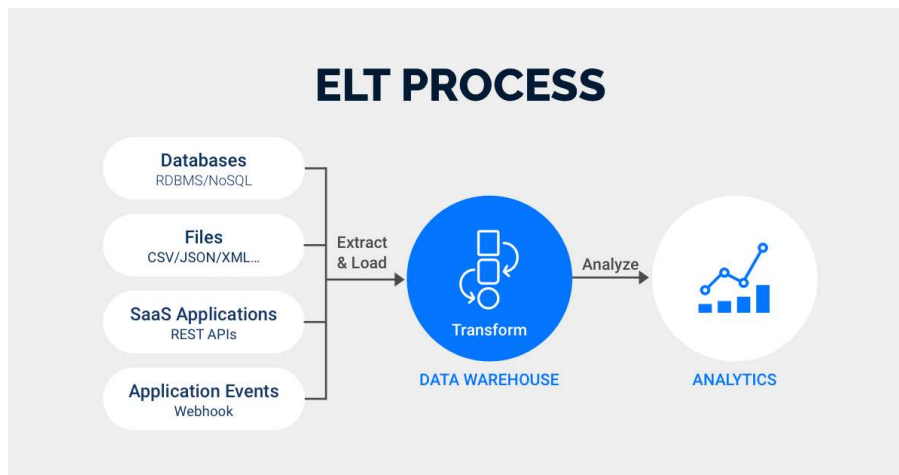 ELT PROCESS
Databases
RDBMS/NoSQL
Files
CSV/JSON/XML...
SaaS Applications
REST APIs
Application Events
Webhook
Extract
& Load
Transform
DATA WAREHOUSE
Analyze
ANALYTICS